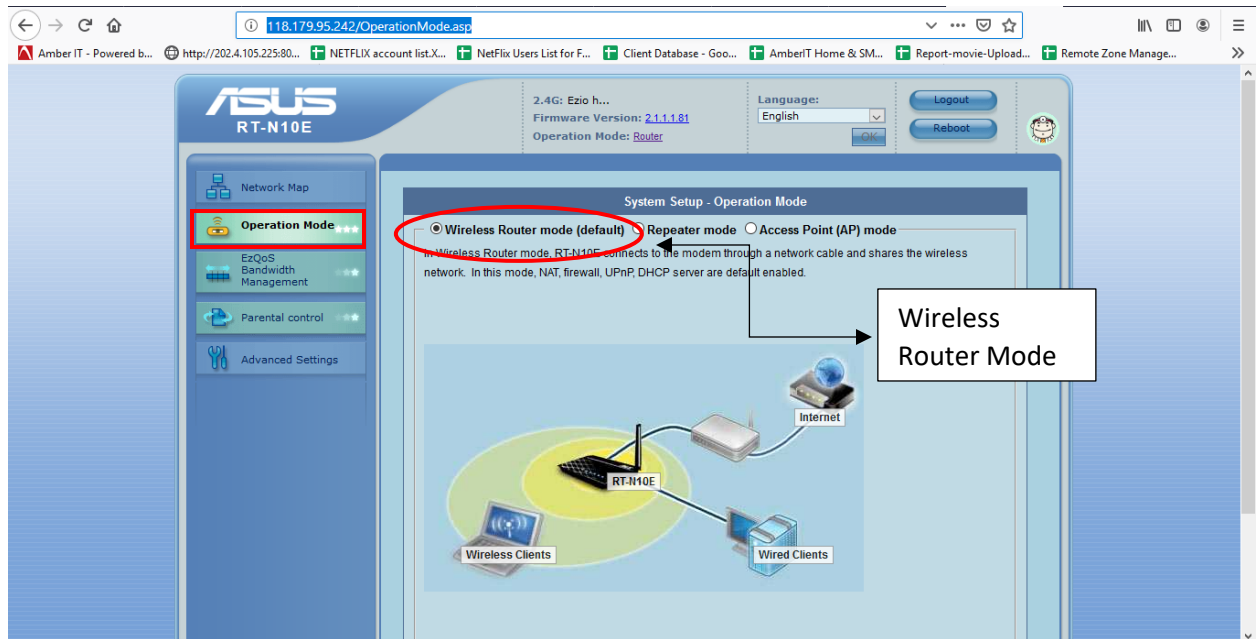 118.179.95.242/OperationMode.asp
Amber IT - Powered b... http://202.4.105.225:80... NETFLIX account list.X... NetFlix Users List for F... Client Database - Goo... AmberIT Home & SM... Report-movie-Upload... Remote Zone Manage...
ASUS
RT-N10E
2.4G: Ezio h...
Firmware Version: 2.1.1.1.81
Operation Mode: Router
Language:
English
OK
Logout
Reboot
Network Map
Operation Mode
EzQoS
Bandwidth
Management
Parental control
Advanced Settings
System Setup - Operation Mode
Wireless Router mode (default) Repeater mode Access Point (AP) mode
In Wireless Router mode, RT-N10E connects to the modem through a network cable and shares the wireless
network. In this mode, NAT, firewall, UPnP, DHCP server are default enabled.
Wireless
Router Mode
Internet
RT-N10E
Wireless Clients
Wired Clients